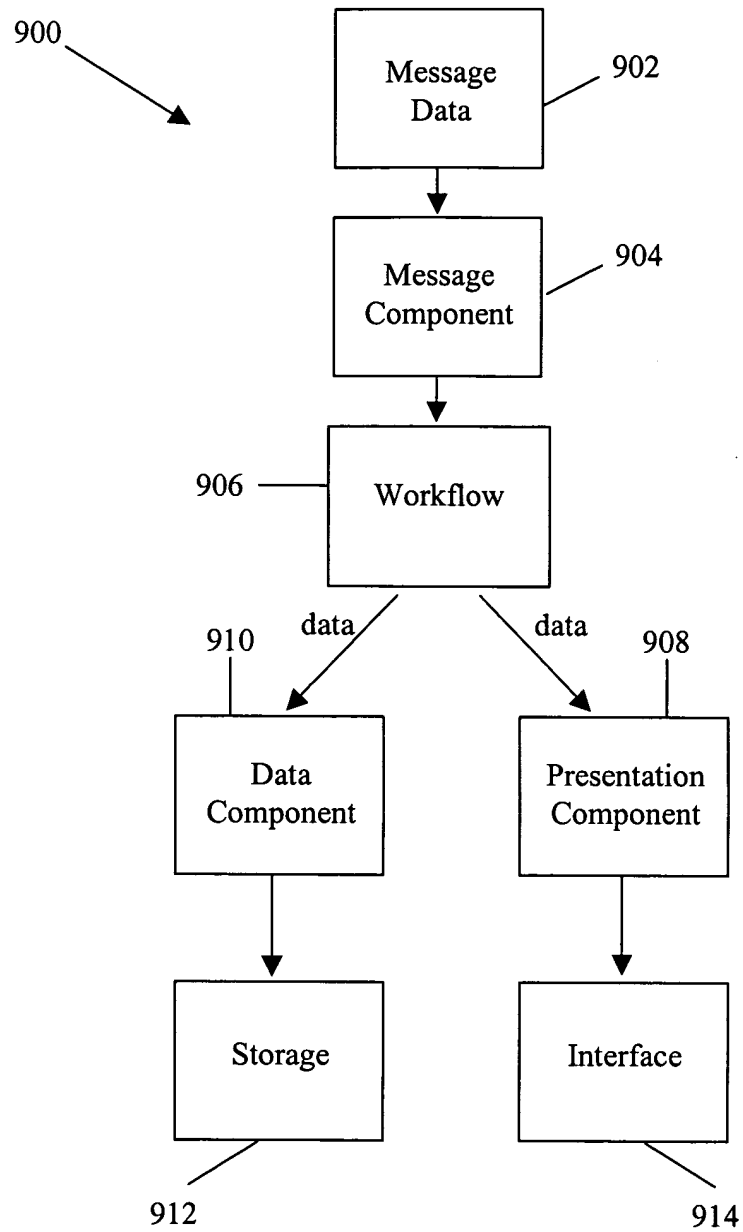 900
Message
Data
902
Message
Component
904
906
Workflow
data
data
910
908
Data
Component
Presentation
Component
Storage
Interface
912
914